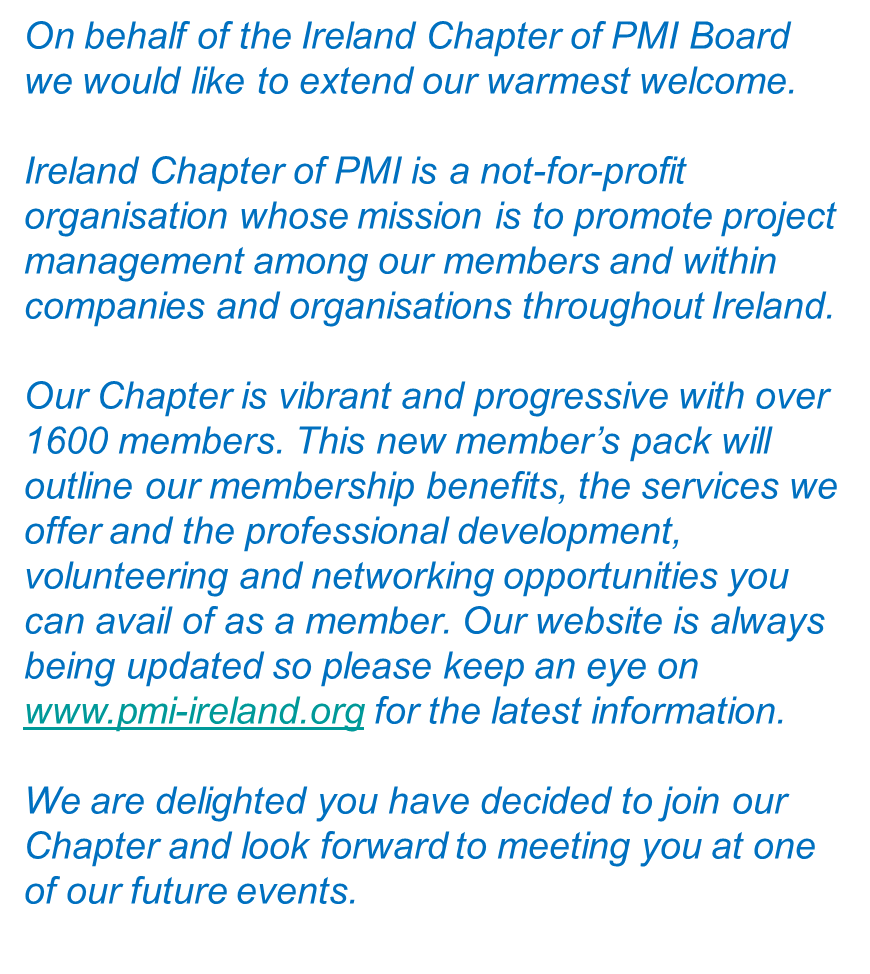 On behalf of the Ireland Chapter of PMI Board
we would like to extend our warmest welcome.
Ireland Chapter of PMI is a not-for-profit
organisation whose mission is to promote project
management among our members and within
companies and organisations throughout Ireland.
Our Chapter is vibrant and progressive with over
1600 members. This new member’s pack will
outline our membership benefits, the services we
offer and the professional development,
volunteering and networking opportunities you
can avail of as a member. Our website is always
being updated so please keep an eye on
www.pmi-ireland.org for the latest information.
We are delighted you have decided to join our
Chapter and look forward to meeting you at one
of our future events.